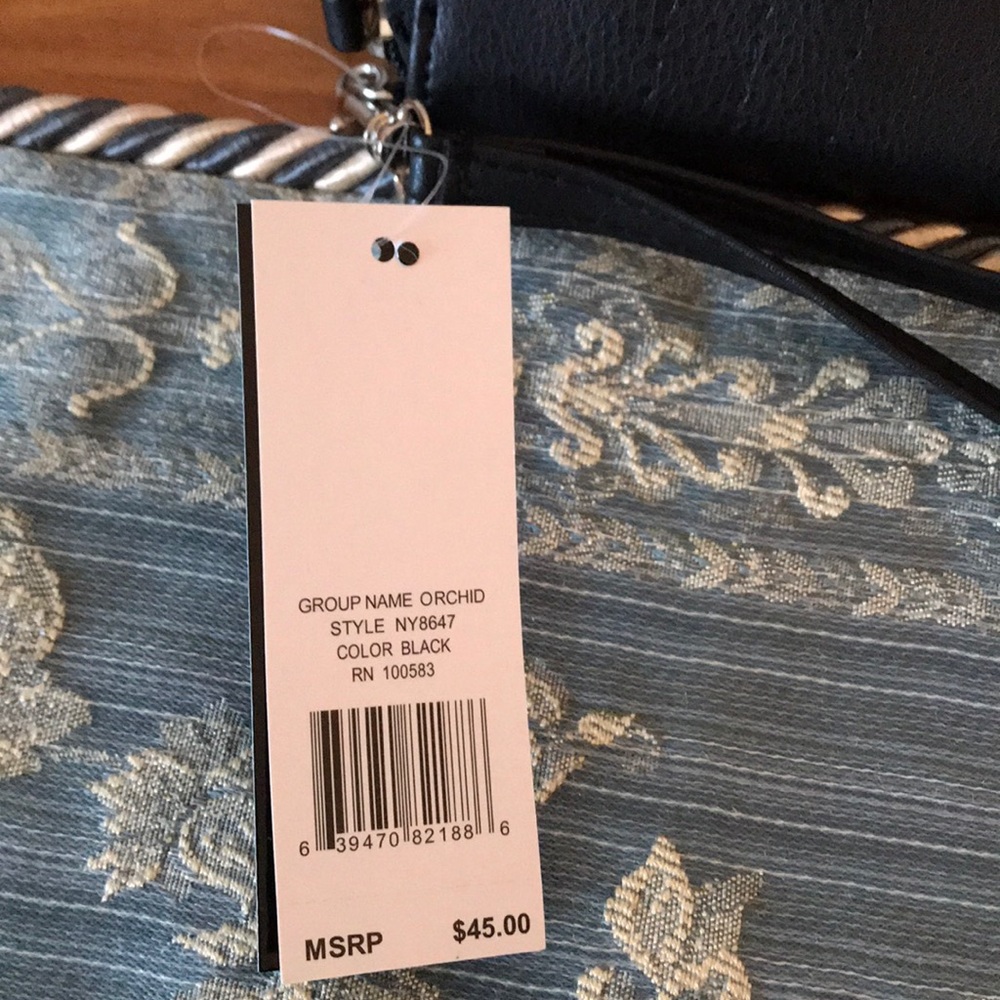 GROUP NAME ORCHID
STYLE NY8647
COLOR BLACK
RN 100583
6 39470 82188 6
MSRP $45.00